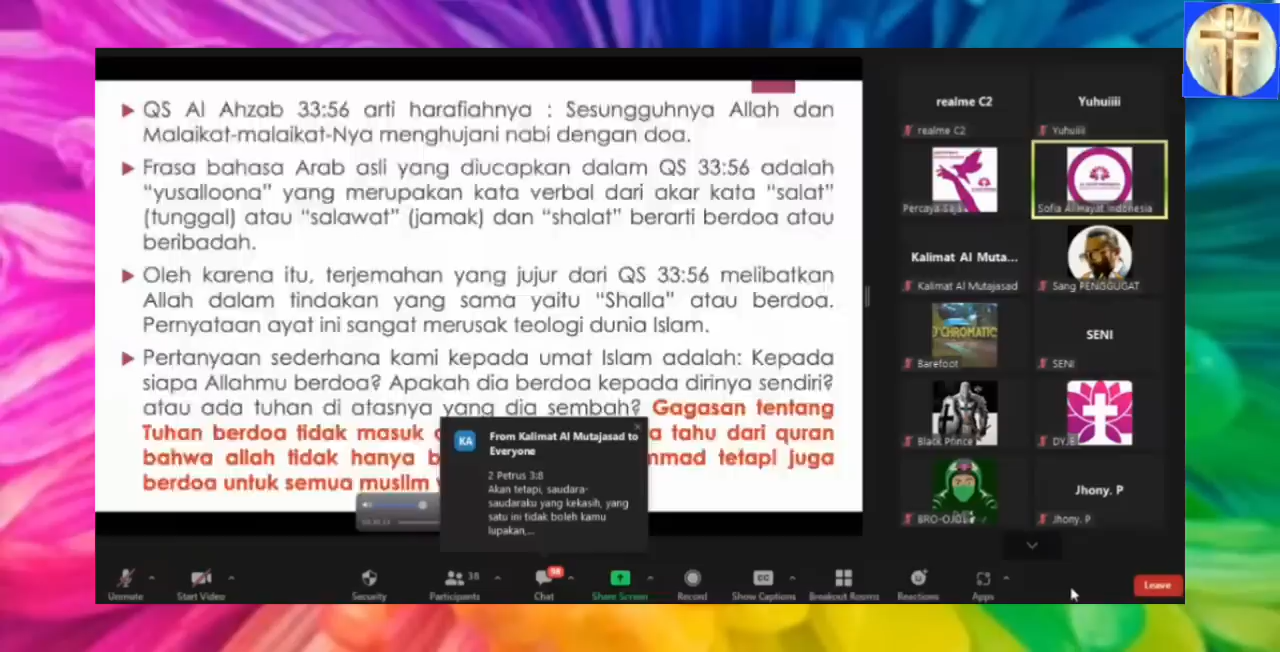 QS Al Ahzab 33:56 arti harafiahnya : Sesungguhnya Allah dan
Malaikat-malaikat-Nya menghujani nabi dengan doa.
Frasa bahasa Arab asli yang diucapkan dalam QS 33:56 adalah
“yusalloona” yang merupakan kata verbal dari akar kata “salat”
(tunggal) atau “salawat” (jamak) dan “shalat” berarti berdoa atau
beribadah.
Oleh karena itu, terjemahan yang jujur dari QS 33:56 melibatkan
Allah dalam tindakan yang sama yaitu “Shalla” atau berdoa.
Pernyataan ayat ini sangat merusak teologi dunia Islam.
Pertanyaan sederhana kami kepada umat Islam adalah: Kepada
siapa Allahmu berdoa? Apakah dia berdoa kepada dirinya sendiri?
atau ada tuhan di atasnya yang dia sembah? Gagasan tentang
Tuhan berdoa tidak masuk a tahu dari quran
bahwa allah tidak hanya tetapi juga
berdoa untuk semua muslim
KA
From Kalimat Al Mutajasad to
Everyone
2 Petrus 3:8
Akan tetapi, saudara-
saudaraku yang kekasih, yang
satu ini tidak boleh kamu
lupakan,...
realme C2
realme C2
Yuhuiiii
Yuhuiiii
Percaya Saja
Sofia Al Hayat Indonesia
Kalimat Al Muta...
Kalimat Al Mutajasad
Sang PENGGUGAT
D'CHROMATIC
Barefoot
SENI
SENI
Black Prince
DY.B
BRO-OJOL
Jhony. P
Jhony. P
Unmute
Start Video
Security
38
Participants
98
Chat
Share Screen
Record
CC
Show Captions
Breakout Rooms
Reactions
Apps
Leave